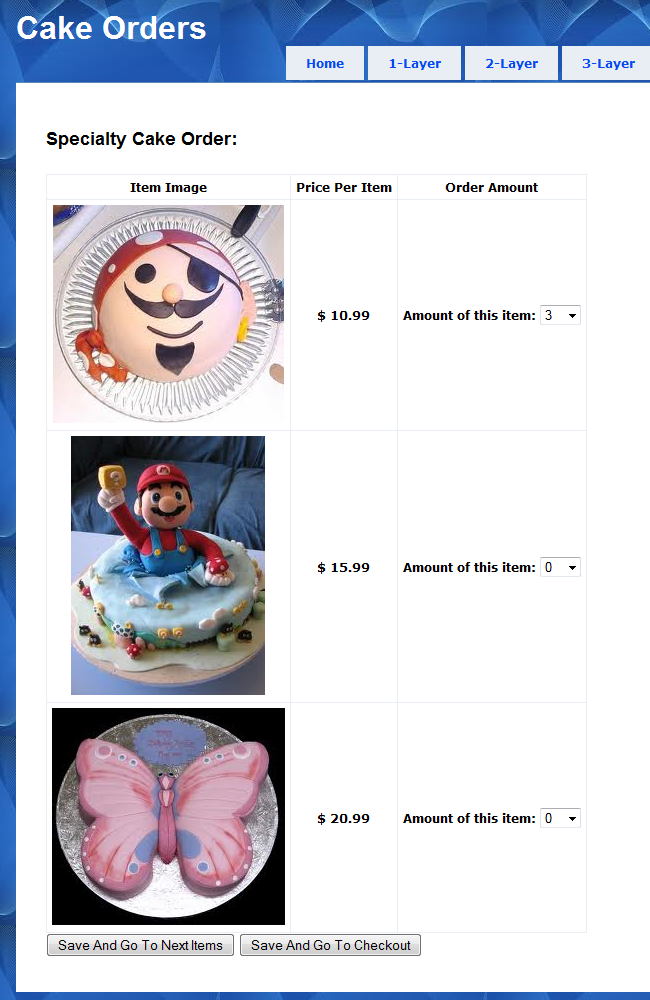 Cake Orders
Home 1-Layer 2-Layer 3-Layer
Specialty Cake Order:
Item Image Price Per Item Order Amount
$ 10.99 Amount of this item: 3
M
?
$ 15.99 Amount of this item: 0
$ 20.99 Amount of this item: 0
Save And Go To Next Items Save And Go To Checkout